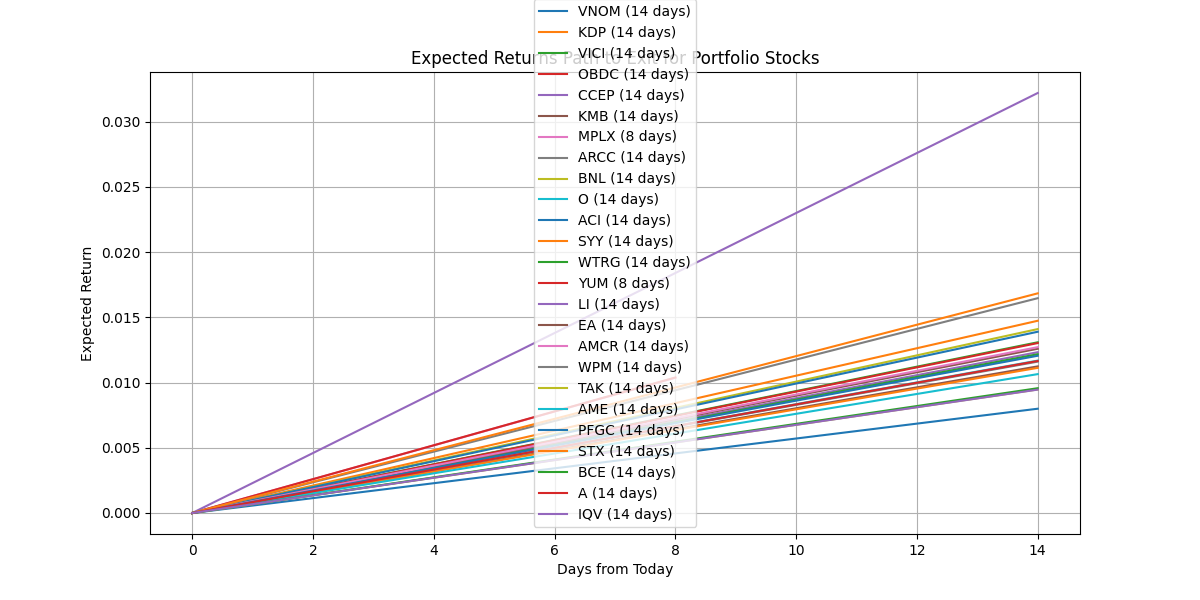 VNOM (14 days)
KDP (14 days)
VICI (14 days)
Expected Returns Path to Exit for Portfolio Stocks
OBDC (14 days)
CCEP (14 days)
KMB (14 days)
MPLX (8 days)
ARCC (14 days)
BNL (14 days)
O (14 days)
ACI (14 days)
SYY (14 days)
WTRG (14 days)
YUM (8 days)
LI (14 days)
EA (14 days)
AMCR (14 days)
WPM (14 days)
TAK (14 days)
AME (14 days)
PFGC (14 days)
STX (14 days)
BCE (14 days)
A (14 days)
IQV (14 days)
Expected Return
0.030
0.025
0.020
0.015
0.010
0.005
0.000
0 2 4 6 8 10 12 14
Days from Today